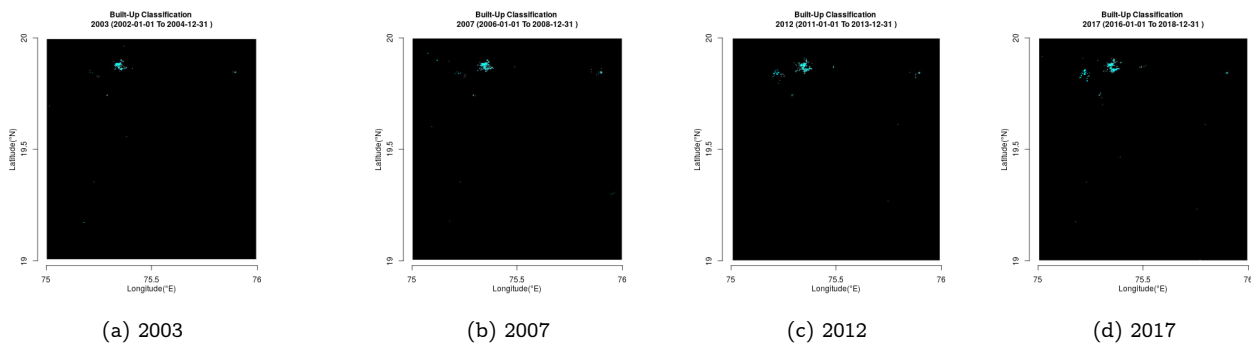 Built-Up Classification
2003 (2002-01-01 To 2004-12-31 )
20
19.5
19
Latitude(°N)
75
75.5
76
Longitude(°E)
(a) 2003
Built-Up Classification
2007 (2006-01-01 To 2008-12-31 )
20
19.5
19
Latitude(°N)
75
75.5
76
Longitude(°E)
(b) 2007
Built-Up Classification
2012 (2011-01-01 To 2013-12-31 )
20
19.5
19
Latitude(°N)
75
75.5
76
Longitude(°E)
(c) 2012
Built-Up Classification
2017 (2016-01-01 To 2018-12-31 )
20
19.5
19
Latitude(°N)
75
75.5
76
Longitude(°E)
(d) 2017